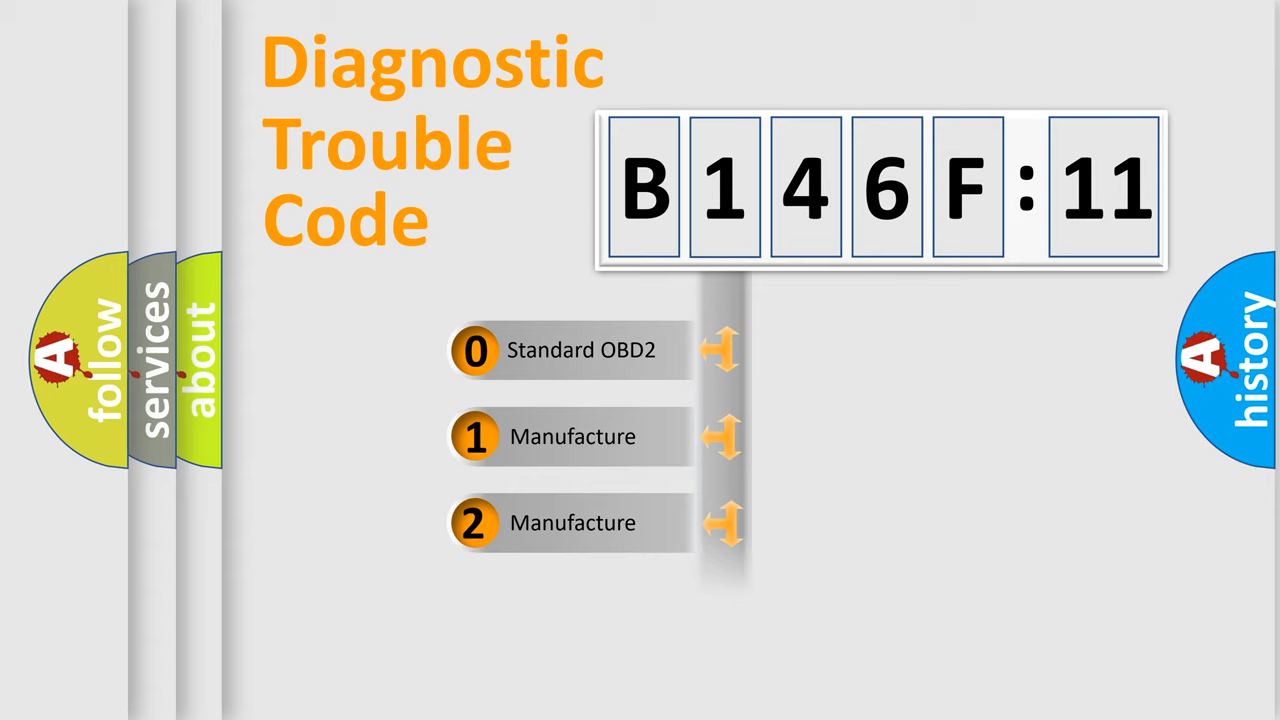 Diagnostic
Trouble
Code
B 1 4 6 F : 11
0 Standard OBD2
1 Manufacture
2 Manufacture
A follow
services
about
A history